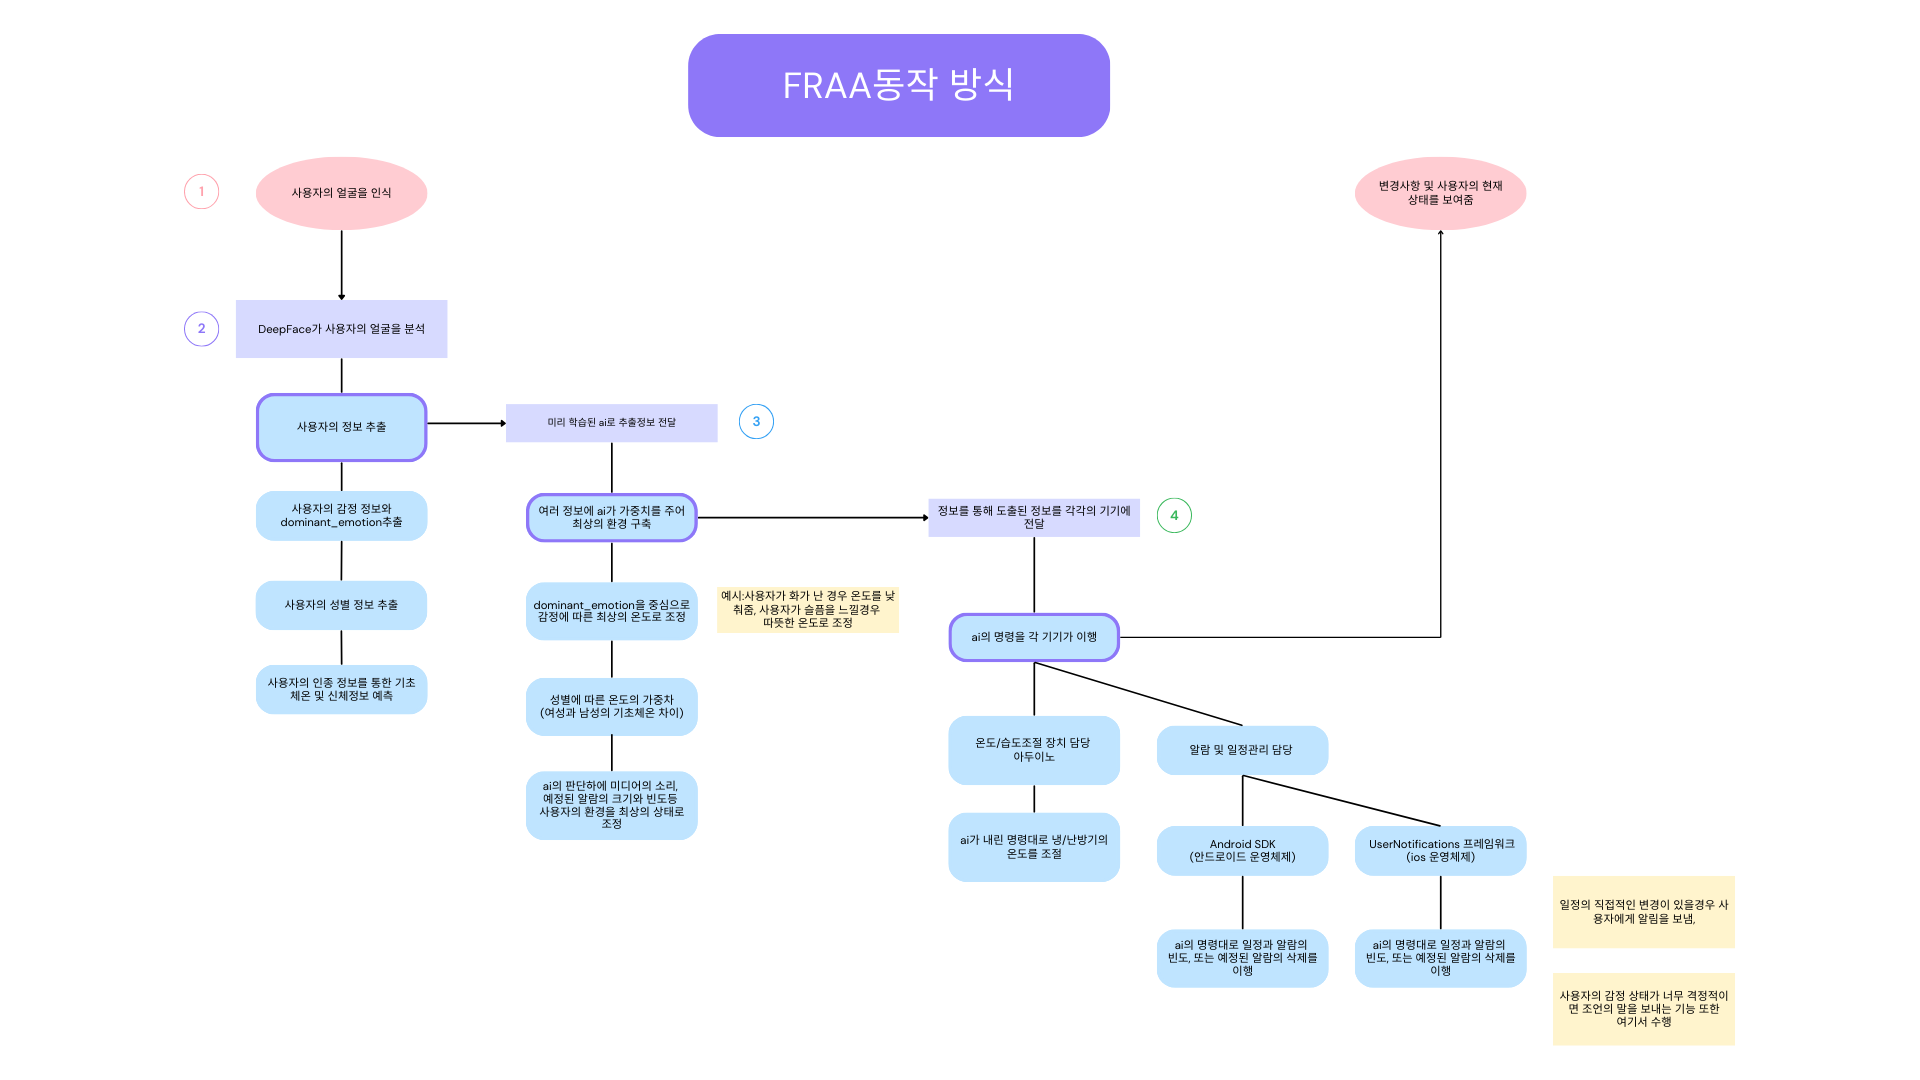 FRAA동작 방식
1
사용자의 얼굴을 인식
변경사항 및 사용자의 현재
상태를 보여줌
2
DeepFace가 사용자의 얼굴을 분석
사용자의 정보 추출
미리 학습된 ai로 추출정보 전달
3
사용자의 감정 정보와
dominant_emotion추출
여러 정보에 ai가 가중치를 주어
최상의 환경 구축
정보를 통해 도출된 정보를 각각의 기기에
전달
4
사용자의 성별 정보 추출
dominant_emotion을 중심으로
감정에 따른 최상의 온도로 조정
예시:사용자가 화가 난 경우 온도를 낮
춰줌, 사용자가 슬픔을 느낄경우
따뜻한 온도로 조정
ai의 명령을 각 기기가 이행
사용자의 인종 정보를 통한 기초
체온 및 신체정보 예측
성별에 따른 온도의 가중차
(여성과 남성의 기초체온 차이)
온도/습도조절 장치 담당
아두이노
알람 및 일정관리 담당
ai의 판단하에 미디어의 소리,
예정된 알람의 크기와 빈도등
사용자의 환경을 최상의 상태로
조정
ai가 내린 명령대로 냉/난방기의
온도를 조절
Android SDK
(안드로이드 운영체제)
UserNotifications 프레임워크
(ios 운영체제)
일정의 직접적인 변경이 있을경우 사
용자에게 알림을 보냄,
ai의 명령대로 일정과 알람의
빈도, 또는 예정된 알람의 삭제를
이행
ai의 명령대로 일정과 알람의
빈도, 또는 예정된 알람의 삭제를
이행
사용자의 감정 상태가 너무 격정적이
면 조언의 말을 보내는 기능 또한
여기서 수행